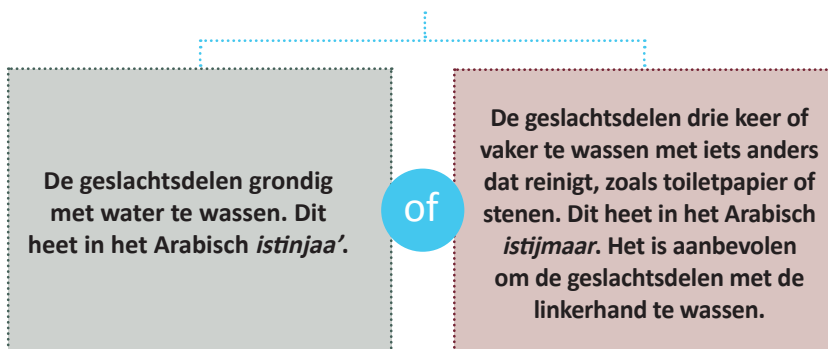 De geslachtsdelen grondig
met water te wassen. Dit
heet in het Arabisch istinjaa’.
of
De geslachtsdelen drie keer of
vaker te wassen met iets anders
dat reinigt, zoals toiletpapier of
stenen. Dit heet in het Arabisch
istijmaar. Het is aanbevolen
om de geslachtsdelen met de
linkerhand te wassen.